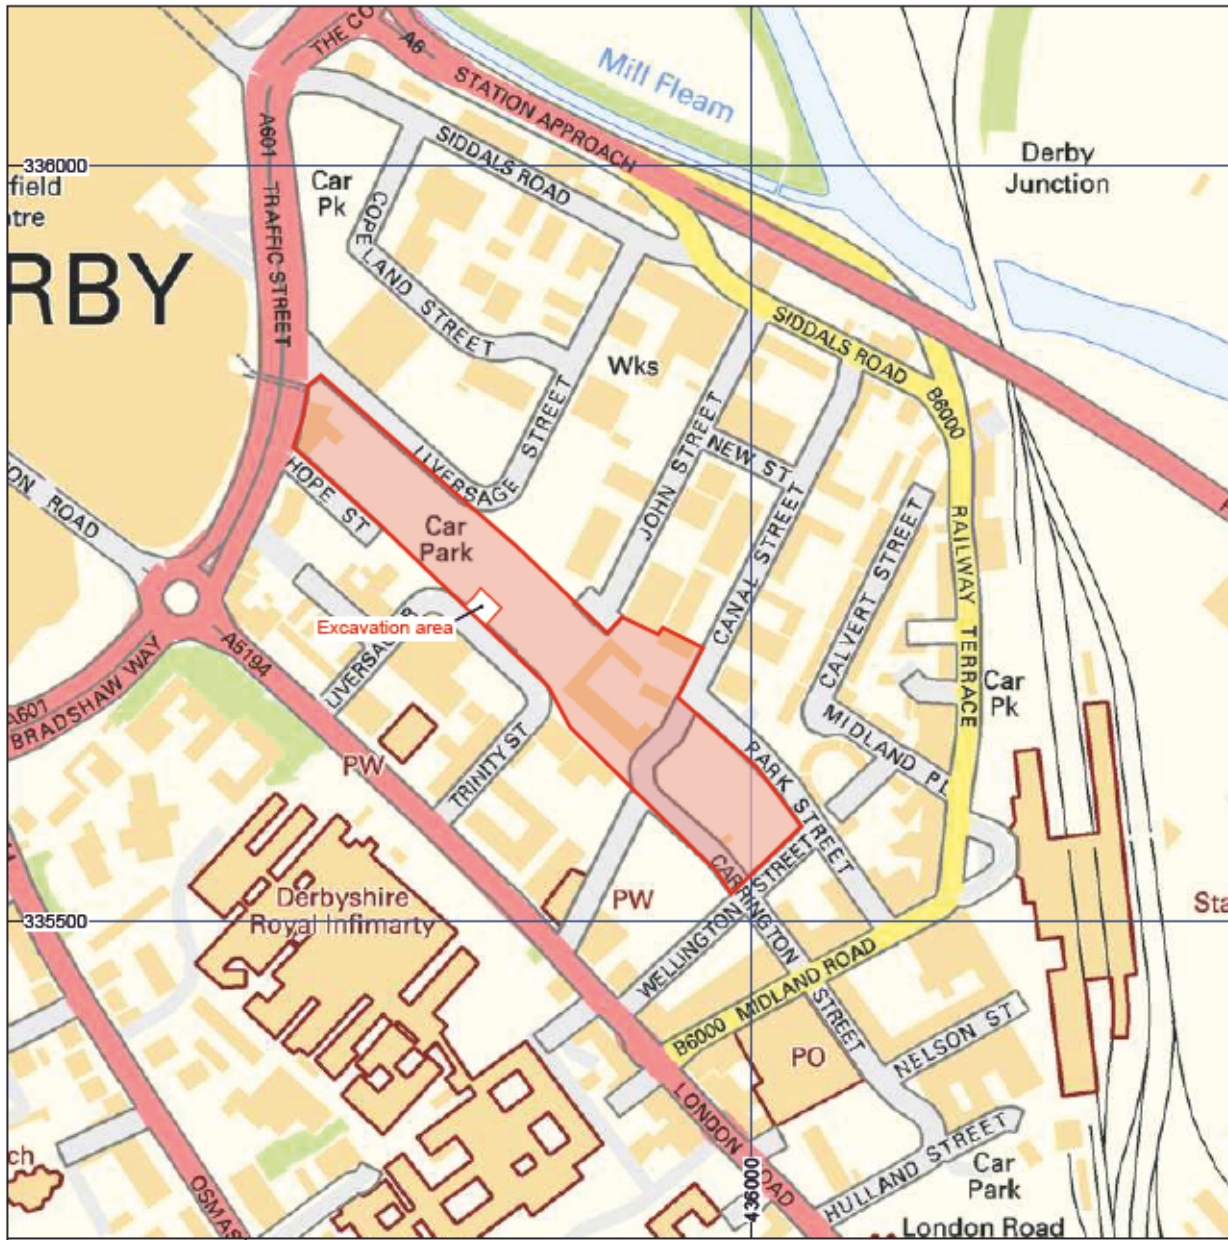 THE CO
A6
STATION APPROACH
Mill Fleam
336000
Derby
Junction
field
ntre
RBY
A601
TRAFFIC STREET
Car
Pk
SIDDALS ROAD
COPELAND STREET
Wks
SIDDALS ROAD
B6000
LIVERSAGE STREET
JOHN STREET
NEW ST
HOPE ST
ON ROAD
Car
Park
CANAL STREET
CALVERT STREET
RAILWAY TERRACE
Excavation area
LIVERSAG
A5194
A601
BRADSHAW WAY
Car
Pk
MIDLAND PL
PARK STREET
PW
TRINITY ST
Derbyshire
Royal Infimarty
PW
CARRINGTON STREET
WELLINGTON STREET
335500
Sta
B6000 MIDLAND ROAD
PO
NELSON ST
LONDON ROAD
436000
HULLAND STREET
Car
Park
London Road
ch
OSMAS